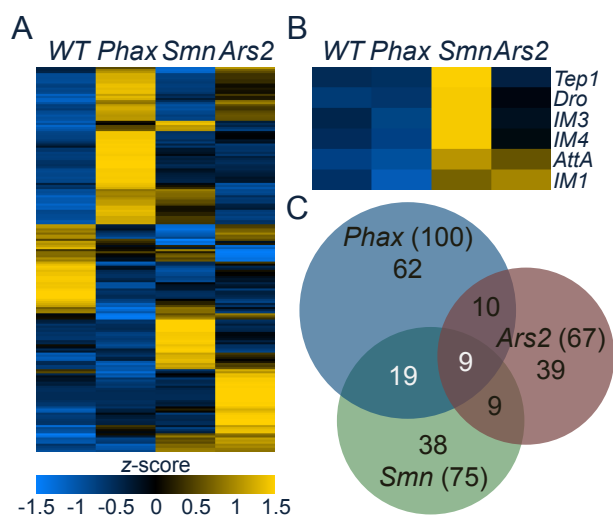 A
WT Phax Smn Ars2
z-score
-1.5 -1 -0.5 0 0.5 1 1.5
B
WT Phax Smn Ars2
Tep1
Dro
IM3
IM4
AttA
IM1
C
Phax (100)
62
10
Ars2 (67)
39
19
9
9
38
Smn (75)